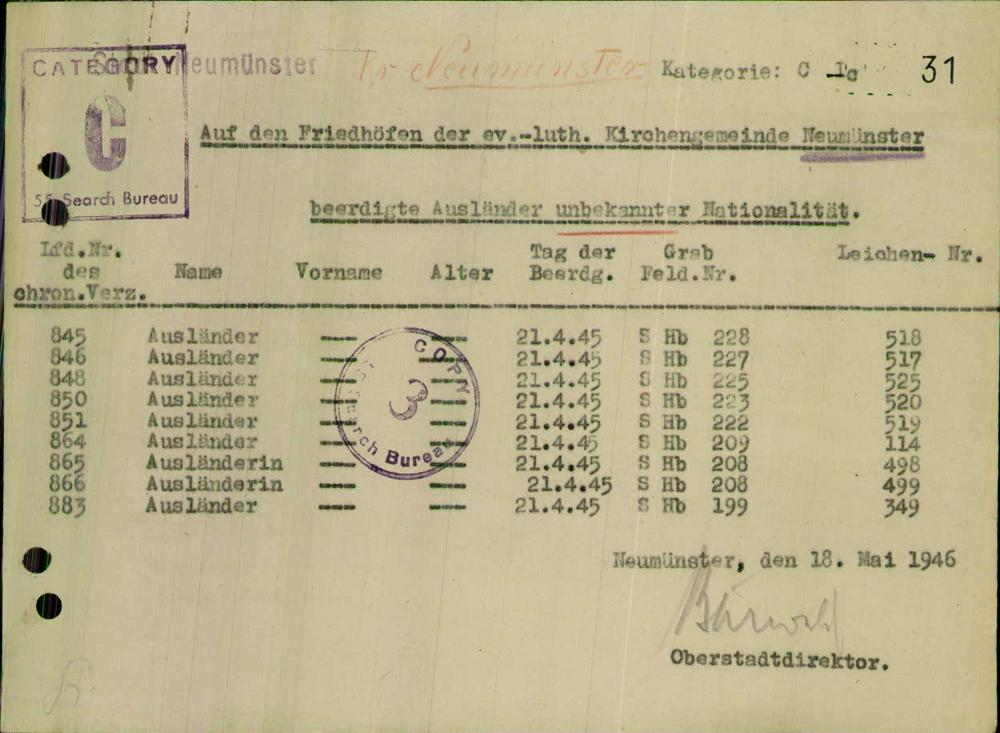 CATEGORY
C
Search Bureau
Neumünster
Kr Neumünster
Kategorie: C Ic
31
Auf den Friedhöfen der ev.-luth. Kirchengemeinde Neumünster
beerdigte Ausländer unbekannter Nationalität.
Lfd.Nr. des chron.Verz. Name Vorname Alter Tag der Beerdg. Grab Feld.Nr. Leichen- Nr.
845 Ausländer —— —— 21.4.45 S Hb 228 518
846 Ausländer —— —— 21.4.45 S Hb 227 517
848 Ausländer —— —— 21.4.45 S Hb 225 525
850 Ausländer —— —— 21.4.45 S Hb 223 520
851 Ausländer —— —— 21.4.45 S Hb 222 519
864 Ausländer —— —— 21.4.45 S Hb 209 114
865 Ausländerin —— —— 21.4.45 S Hb 208 498
866 Ausländerin —— —— 21.4.45 S Hb 208 499
883 Ausländer —— —— 21.4.45 S Hb 199 349
COPY
3
Bureau
Neumünster, den 18. Mai 1946
Oberstadtdirektor.